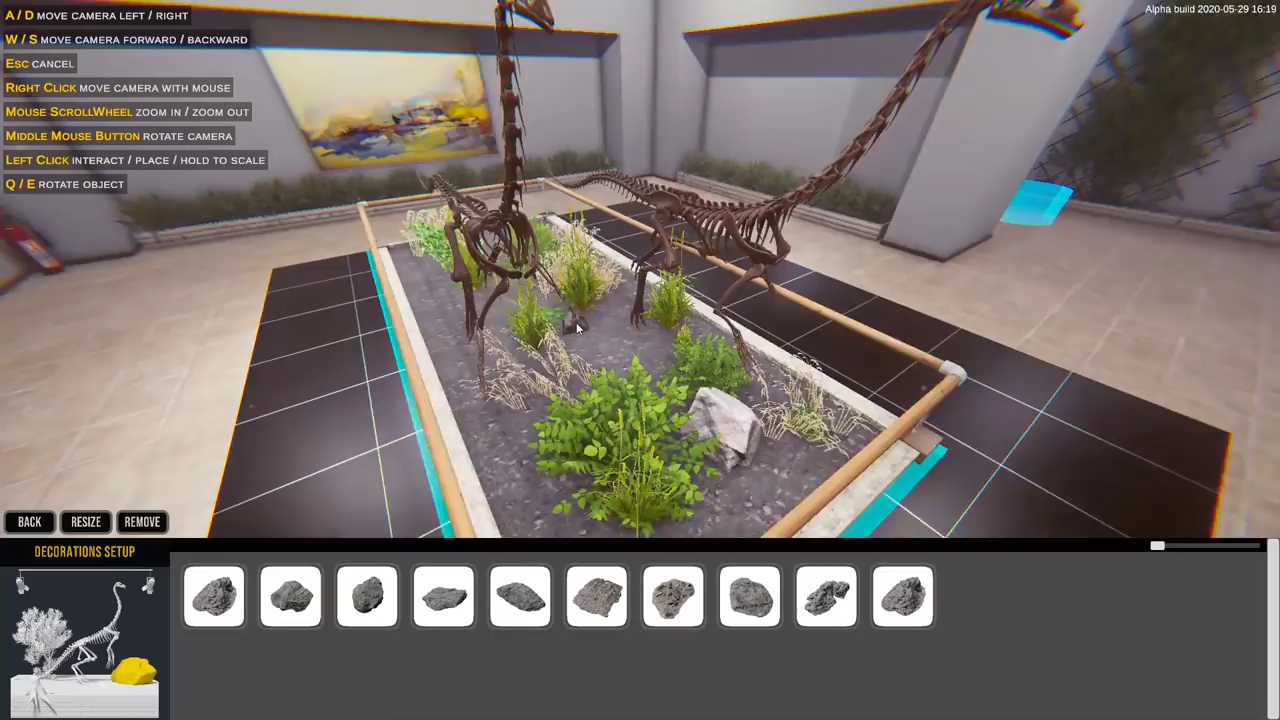 A / D MOVE CAMERA LEFT / RIGHT
Alpha build 2020-05-29 16:19
W / S MOVE CAMERA FORWARD / BACKWARD
ESC CANCEL
RIGHT CLICK MOVE CAMERA WITH MOUSE
MOUSE SCROLLWHEEL ZOOM IN / ZOOM OUT
MIDDLE MOUSE BUTTON ROTATE CAMERA
LEFT CLICK INTERACT / PLACE / HOLD TO SCALE
Q / E ROTATE OBJECT
BACK RESIZE REMOVE
DECORATIONS SETUP